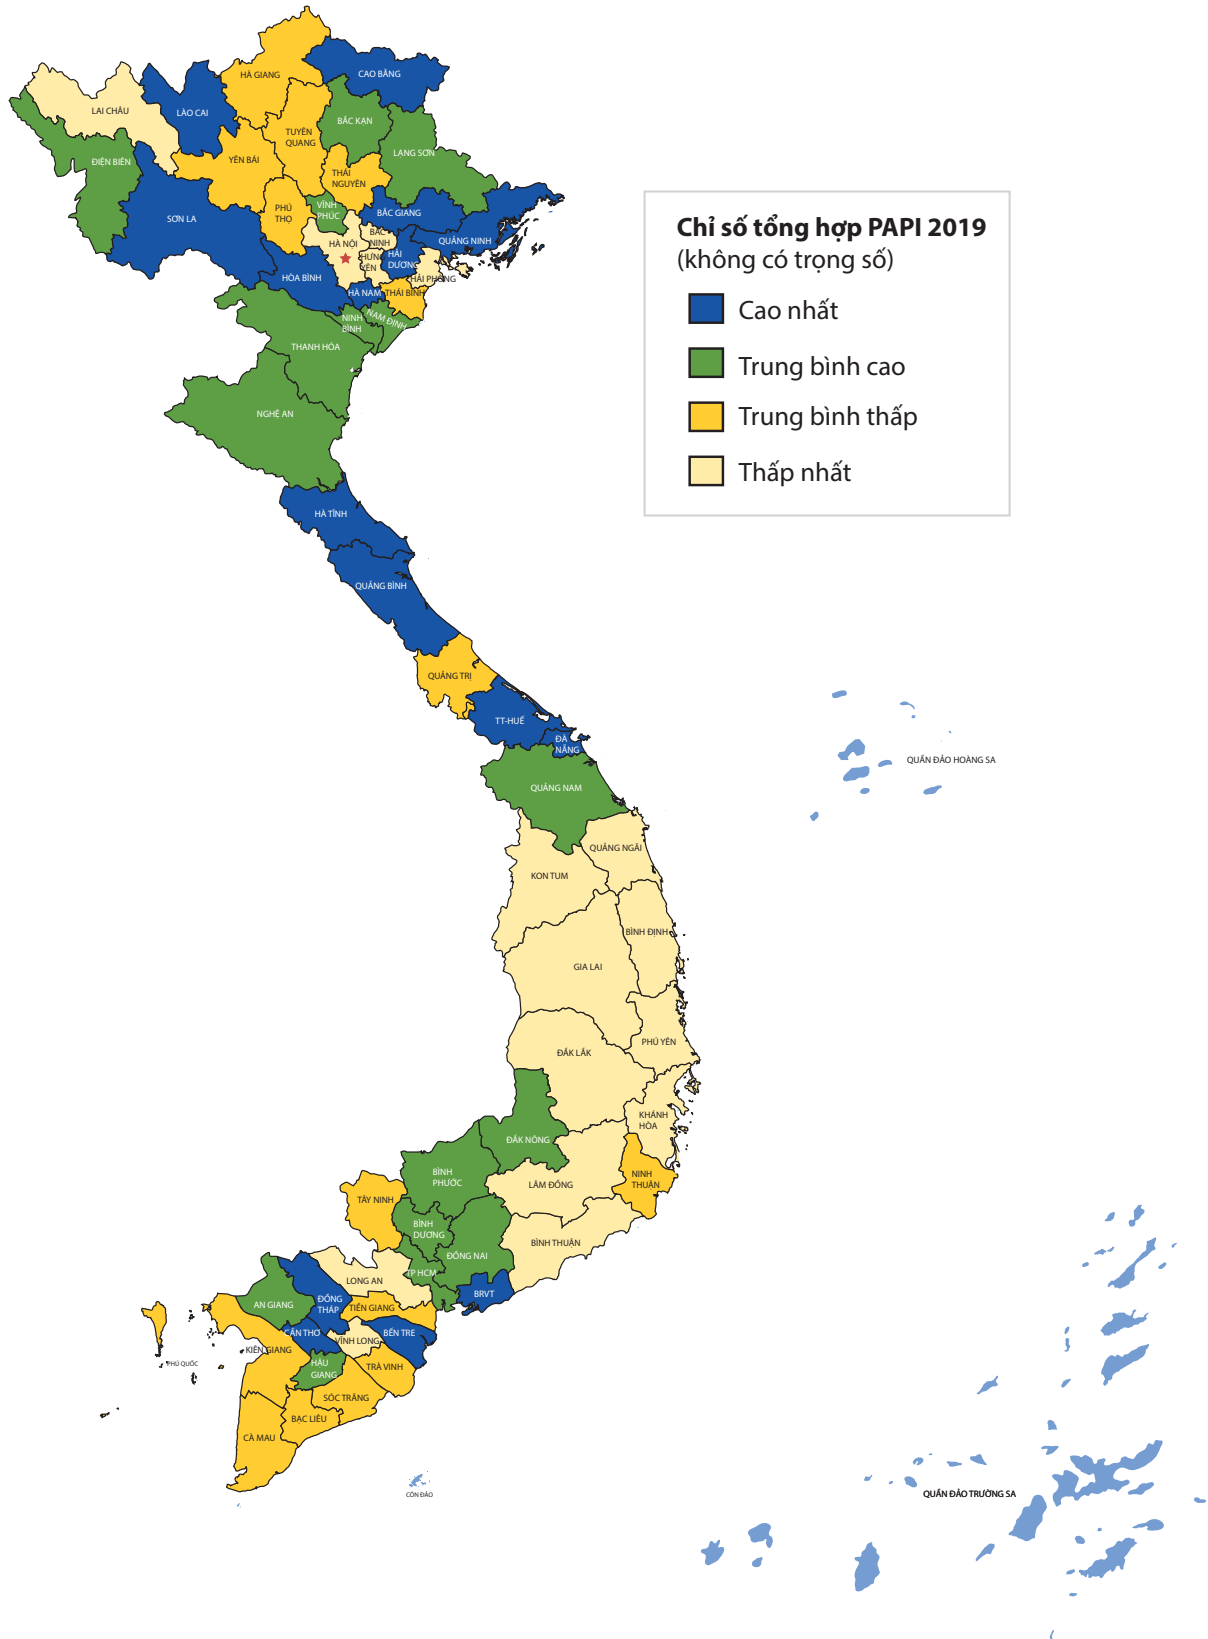 HÀ GIANG
CAO BẰNG
LAI CHÂU
LÀO CAI
BẮC KẠN
TUYÊN
QUANG
LẠNG SƠN
ĐIỆN BIÊN
YÊN BÁI
THÁI
NGUYÊN
SƠN LA
PHÚ
THỌ
VĨNH
PHÚC
BẮC GIANG
BẮC
NINH
QUẢNG NINH
HÀ NỘI
HƯNG
YÊN
HẢI
DƯƠNG
HẢI PHÒNG
HÒA BÌNH
HÀ NAM
THÁI BÌNH
NINH
BÌNH
NAM ĐỊNH
THANH HÓA
NGHỆ AN
HÀ TĨNH
QUẢNG BÌNH
QUẢNG TRỊ
TT-HUẾ
ĐÀ
NẴNG
QUẢNG NAM
QUẢNG NGÃI
KON TUM
BÌNH ĐỊNH
GIA LAI
PHÚ YÊN
ĐẮK LẮK
KHÁNH
HÒA
ĐẮK NÔNG
BÌNH
PHƯỚC
LÂM ĐỒNG
NINH
THUẬN
TÂY NINH
BÌNH
DƯƠNG
BÌNH THUẬN
ĐỒNG NAI
TP HCM
LONG AN
BRVT
AN GIANG
ĐỒNG
THÁP
TIỀN GIANG
CẦN THƠ
BẾN TRE
VĨNH LONG
KIÊN GIANG
PHÚ QUỐC
HẬU
GIANG
TRÀ VINH
SÓC TRĂNG
BẠC LIÊU
CÀ MAU
CÔN ĐẢO
Chỉ số tổng hợp PAPI 2019
(không có trọng số)
Cao nhất
Trung bình cao
Trung bình thấp
Thấp nhất
QUẦN ĐẢO HOÀNG SA
QUẦN ĐẢO TRƯỜNG SA